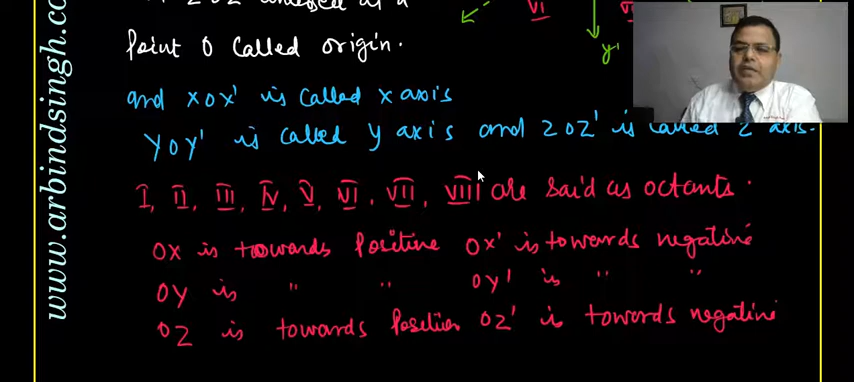 Point O called origin.
and XOX' is called X axis
YOY' is called Y axis and ZOZ' is called Z axis.
I, II, III, IV, V, VI, VII, VIII are said as octants.
OX is towards positive OX' is towards negative
OY is " " OY' is " "
OZ is towards Position OZ' is towards negative
VI
y'
www.arbindsingh.co